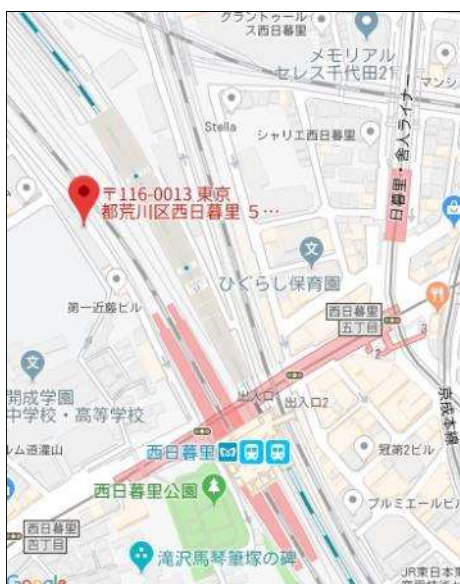 グラントゥール
ス西日暮里
メモリアル
セレス千代田21
マンシ
Stella
シャリエ西日暮里
日暮里・舎人ライナー
〒116-0013 東京
都荒川区西日暮里 5…
ひぐらし保育園
第一近藤ビル
西日暮里
五丁目
3
2
開成学園
中学校・高等学校
出入口1
出入口2
京成本線
ルム道灌山
西日暮里
冠第2ビル
西日暮里公園
プルミエールビル
西日暮里
四丁目
滝沢馬琴筆塚の碑
JR東日本東
Google